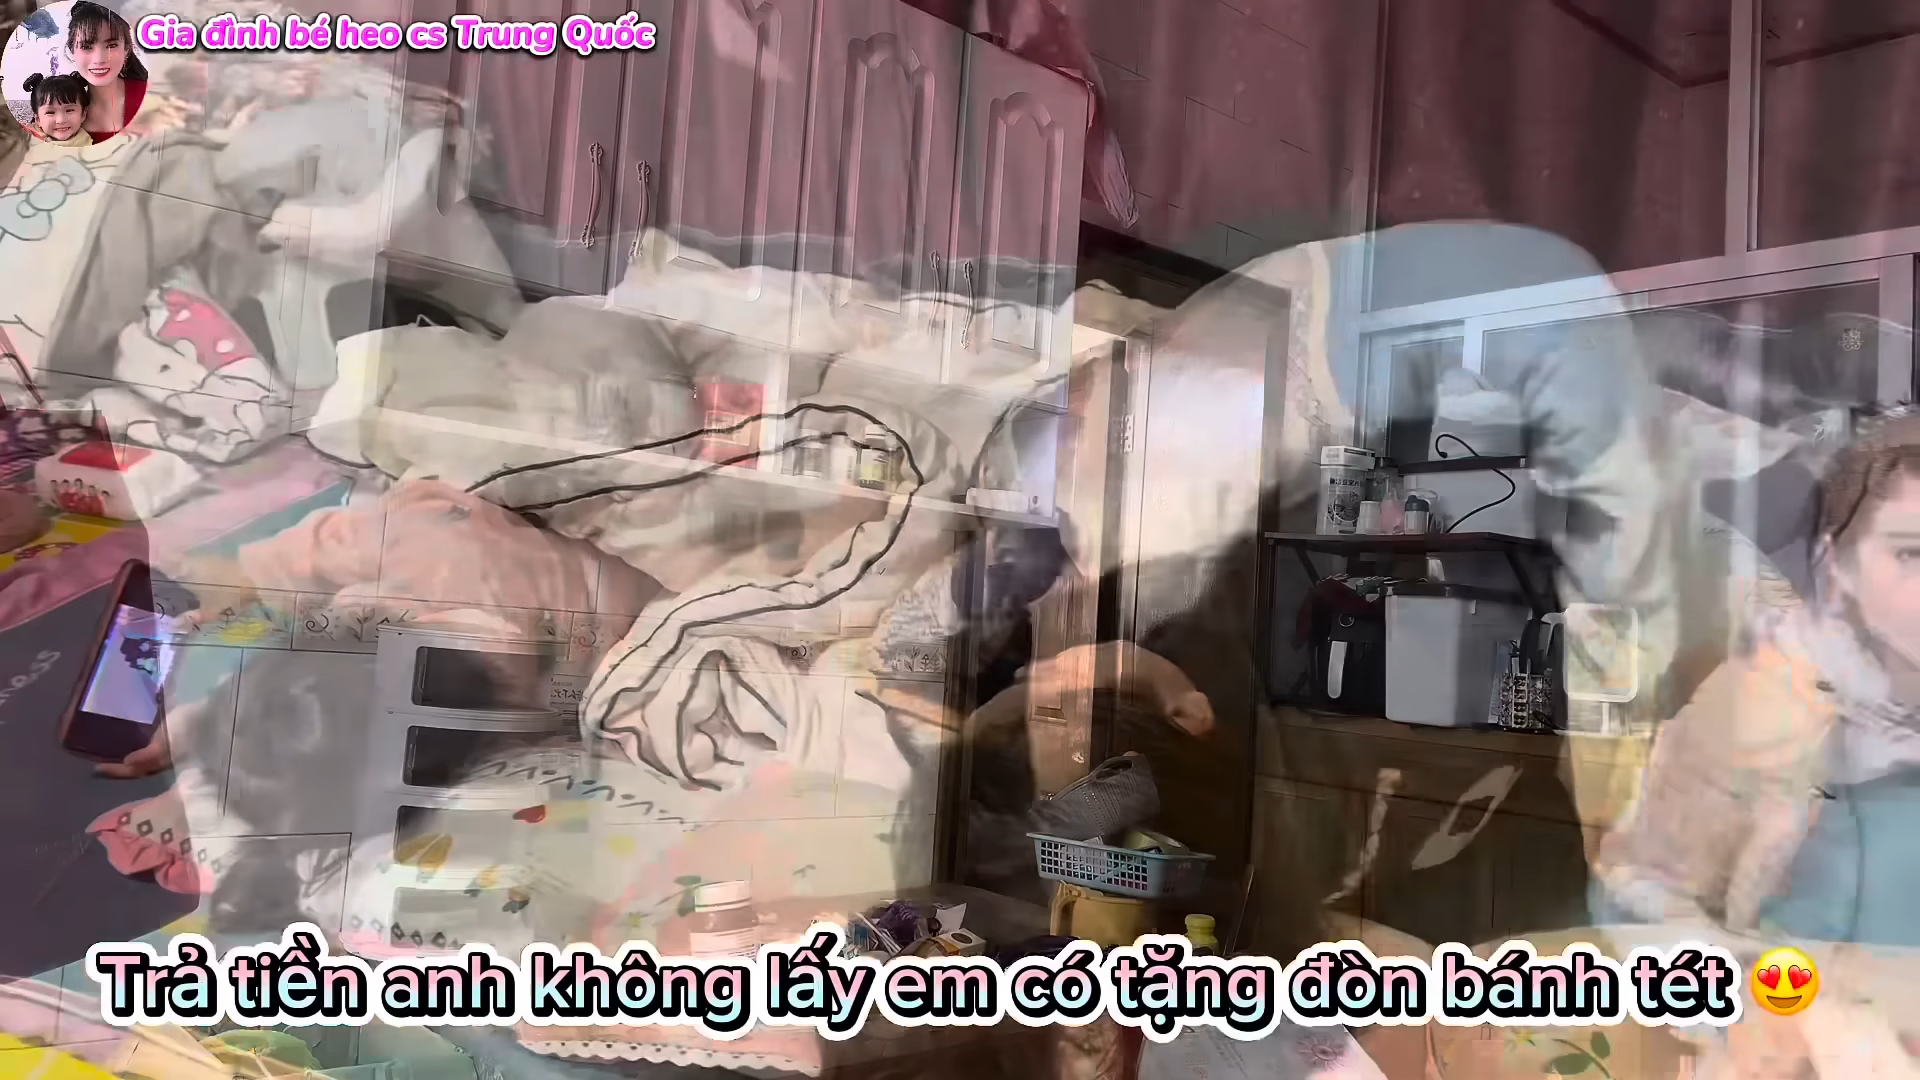 Gia đình bé heo cs Trung Quốc
Trả tiền anh không lấy em có tặng đòn bánh tét 😍